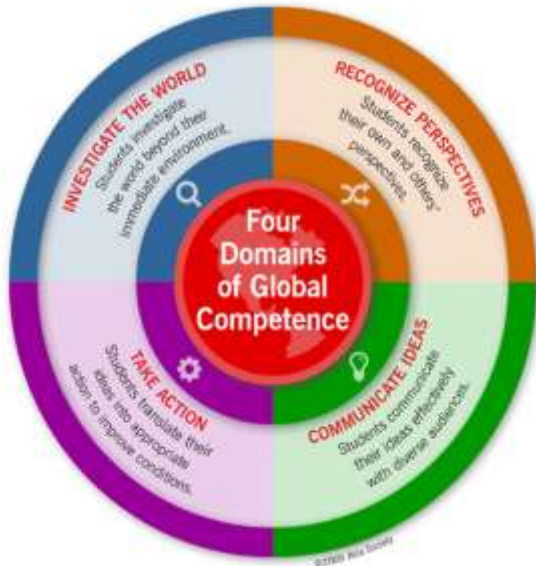 Four
Domains
of Global
Competence
INVESTIGATE THE WORLD
Students investigate
the world beyond their
immediate environment.
RECOGNIZE PERSPECTIVES
Students recognize
their own and others'
perspectives.
COMMUNICATE IDEAS
Students communicate
their ideas effectively
with diverse audiences.
TAKE ACTION
Students translate their
ideas into appropriate
action to improve conditions.
Society